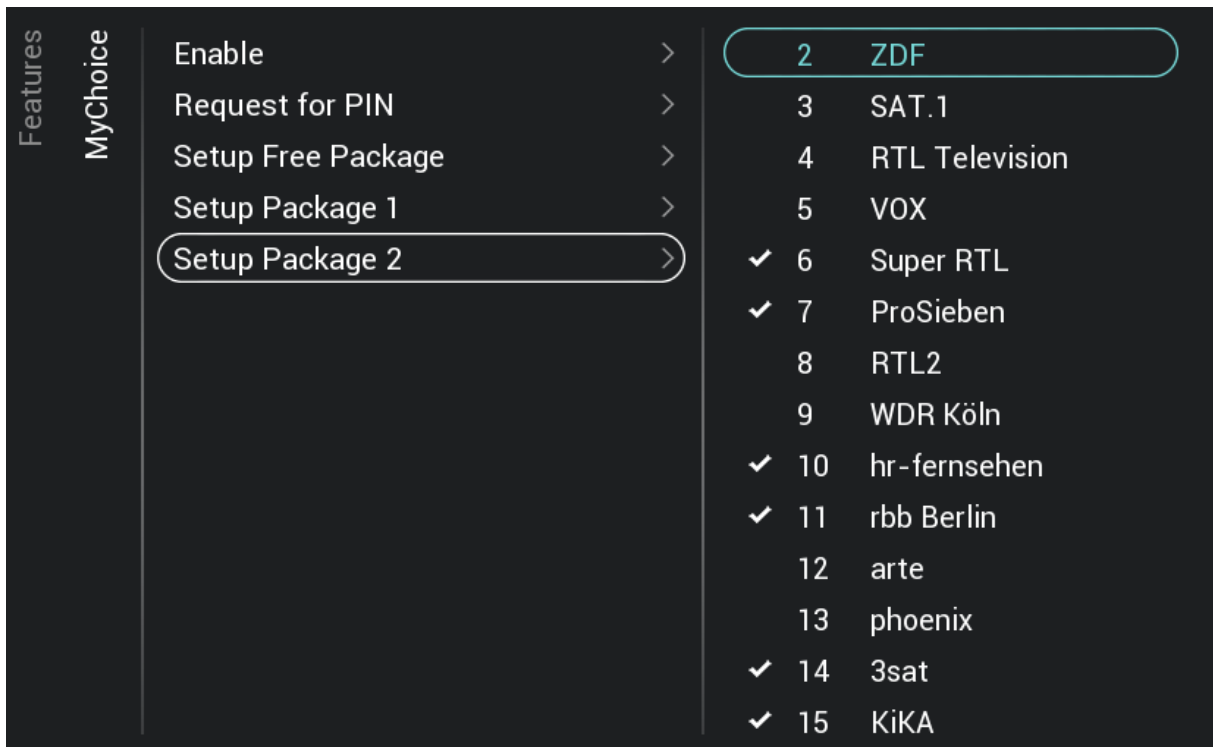 Features
MyChoice
Enable
Request for PIN
Setup Free Package
Setup Package 1
Setup Package 2
2 ZDF
3 SAT.1
4 RTL Television
5 VOX
6 Super RTL
7 ProSieben
8 RTL2
9 WDR Köln
10 hr-fernsehen
11 rbb Berlin
12 arte
13 phoenix
14 3sat
15 KiKA